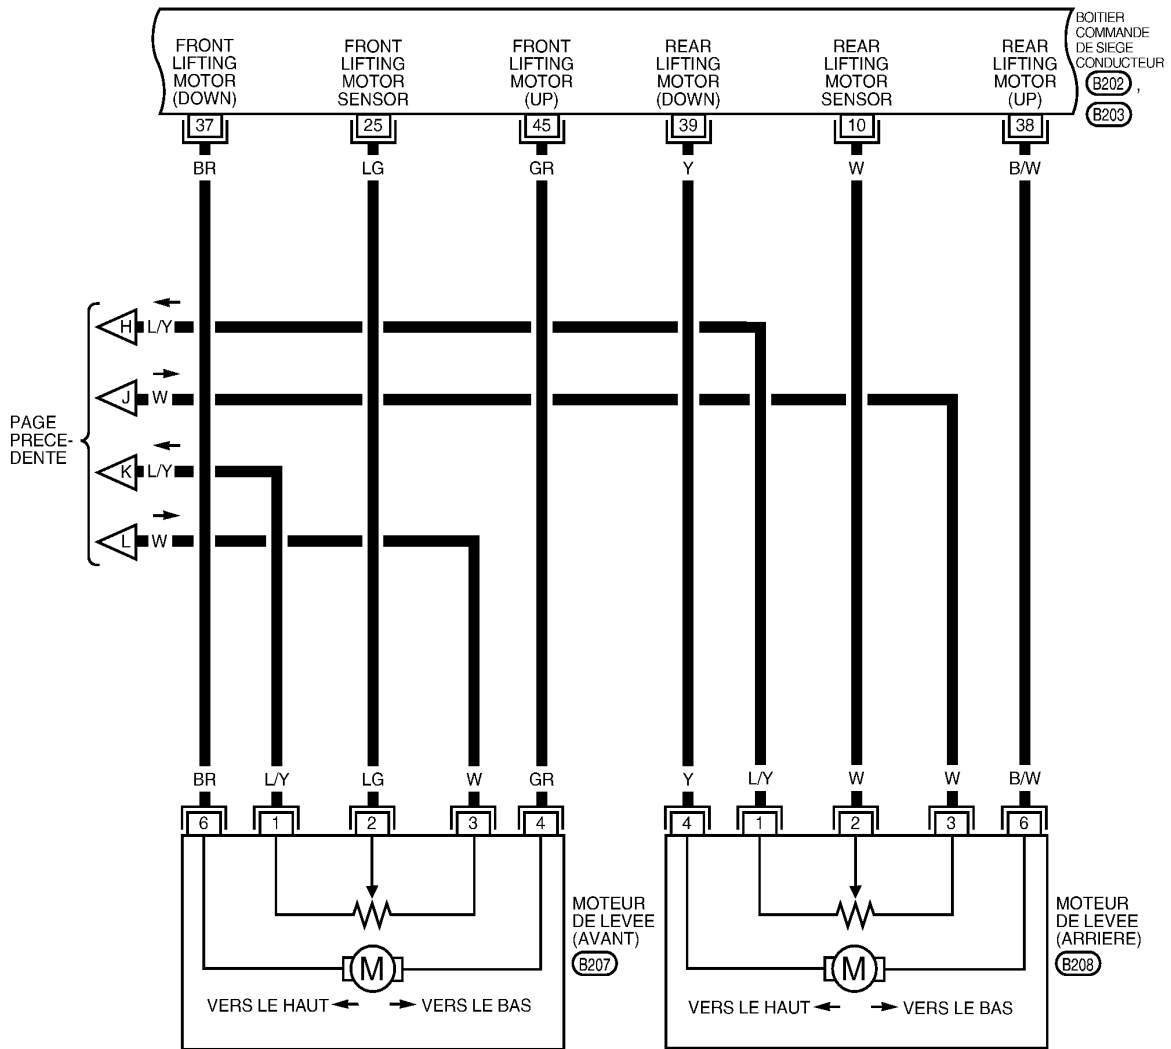 BOITIER
COMMANDE
DE SIEGE
CONDUCTEUR
B202 ,
B203
FRONT
LIFTING
MOTOR
(DOWN)
FRONT
LIFTING
MOTOR
SENSOR
FRONT
LIFTING
MOTOR
(UP)
REAR
LIFTING
MOTOR
(DOWN)
REAR
LIFTING
MOTOR
SENSOR
REAR
LIFTING
MOTOR
(UP)
37 25 45 39 10 38
BR LG GR Y W B/W
H L/Y
J W
PAGE
PRECE-
DENTE
K L/Y
L W
BR L/Y LG W GR Y L/Y W W B/W
6 1 2 3 4 4 1 2 3 6
MOTEUR
DE LEVEE
(AVANT)
B207
M
VERS LE HAUT VERS LE BAS
MOTEUR
DE LEVEE
(ARRIERE)
B208
M
VERS LE HAUT VERS LE BAS